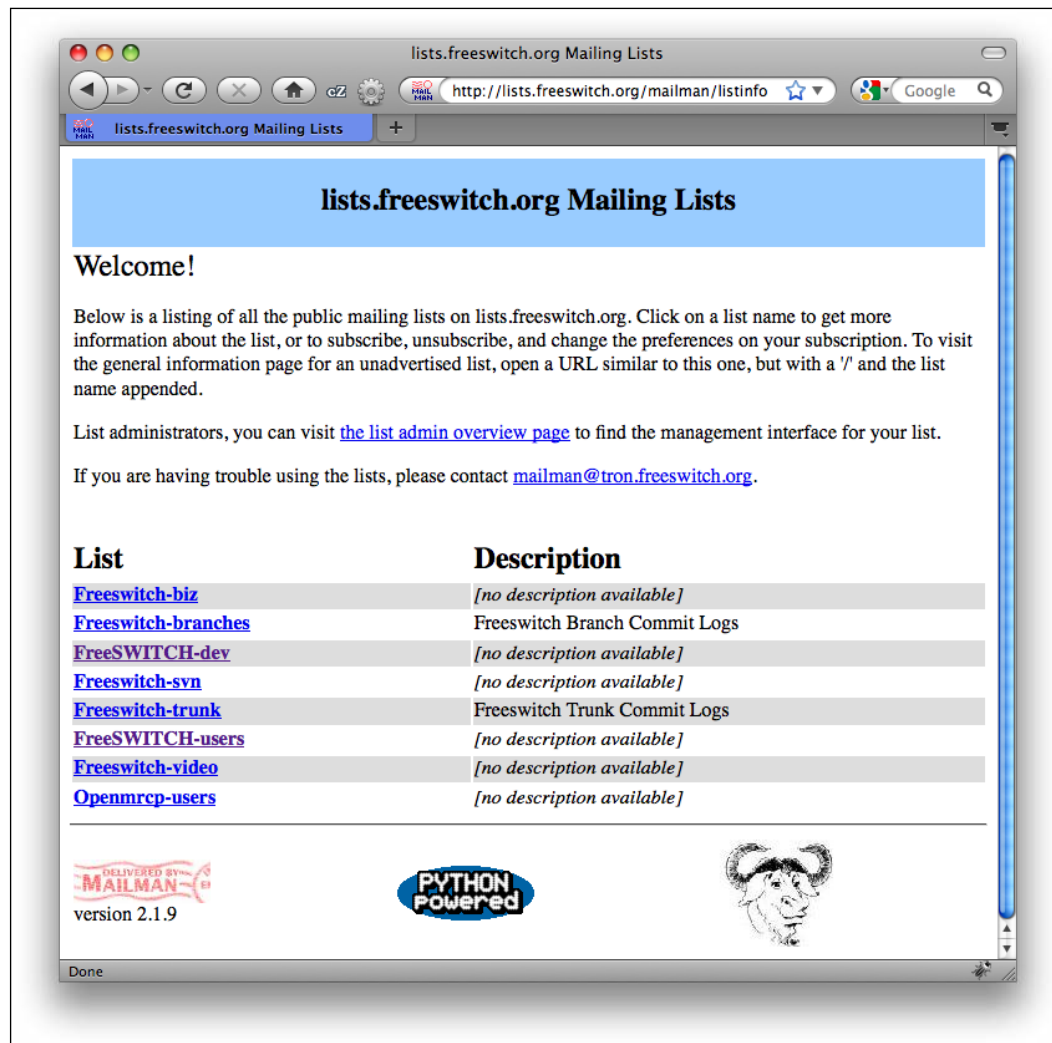 lists.freeswitch.org Mailing Lists
cZ
MAIL
MAN
http://lists.freeswitch.org/mailman/listinfo
Google
MAIL
MAN
lists.freeswitch.org Mailing Lists
+
lists.freeswitch.org Mailing Lists
Welcome!
Below is a listing of all the public mailing lists on lists.freeswitch.org. Click on a list name to get more
information about the list, or to subscribe, unsubscribe, and change the preferences on your subscription. To visit
the general information page for an unadvertised list, open a URL similar to this one, but with a '/' and the list
name appended.
List administrators, you can visit the list admin overview page to find the management interface for your list.
If you are having trouble using the lists, please contact mailman@tron.freeswitch.org.
List Description
Freeswitch-biz [no description available]
Freeswitch-branches Freeswitch Branch Commit Logs
FreeSWITCH-dev [no description available]
Freeswitch-svn [no description available]
Freeswitch-trunk Freeswitch Trunk Commit Logs
FreeSWITCH-users [no description available]
Freeswitch-video [no description available]
Openmrcp-users [no description available]
DELIVERED BY
MAILMAN
version 2.1.9
PYTHON
Powered
Done